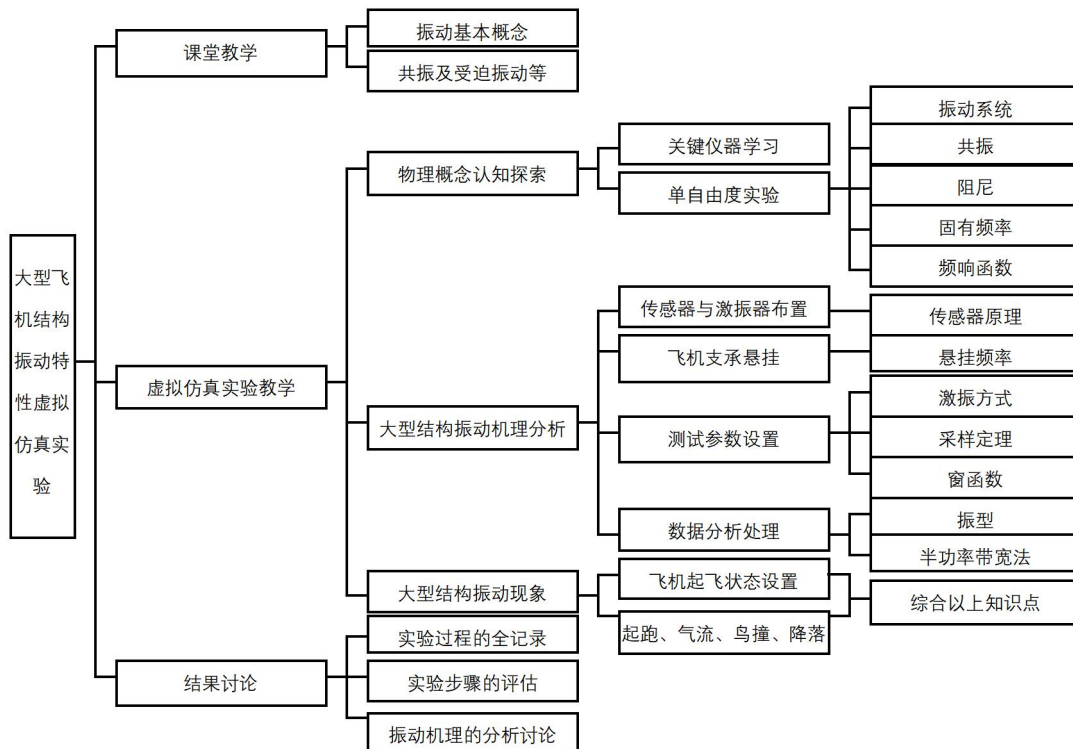 大型飞
机结构
振动特
性虚拟
仿真实
验
课堂教学
振动基本概念
共振及受迫振动等
虚拟仿真实验教学
物理概念认知探索
关键仪器学习
单自由度实验
振动系统
共振
阻尼
固有频率
频响函数
大型结构振动机理分析
传感器与激振器布置
传感器原理
飞机支承悬挂
悬挂频率
测试参数设置
激振方式
采样定理
窗函数
数据分析处理
振型
半功率带宽法
大型结构振动现象
飞机起飞状态设置
起跑、气流、鸟撞、降落
综合以上知识点
结果讨论
实验过程的全记录
实验步骤的评估
振动机理的分析讨论